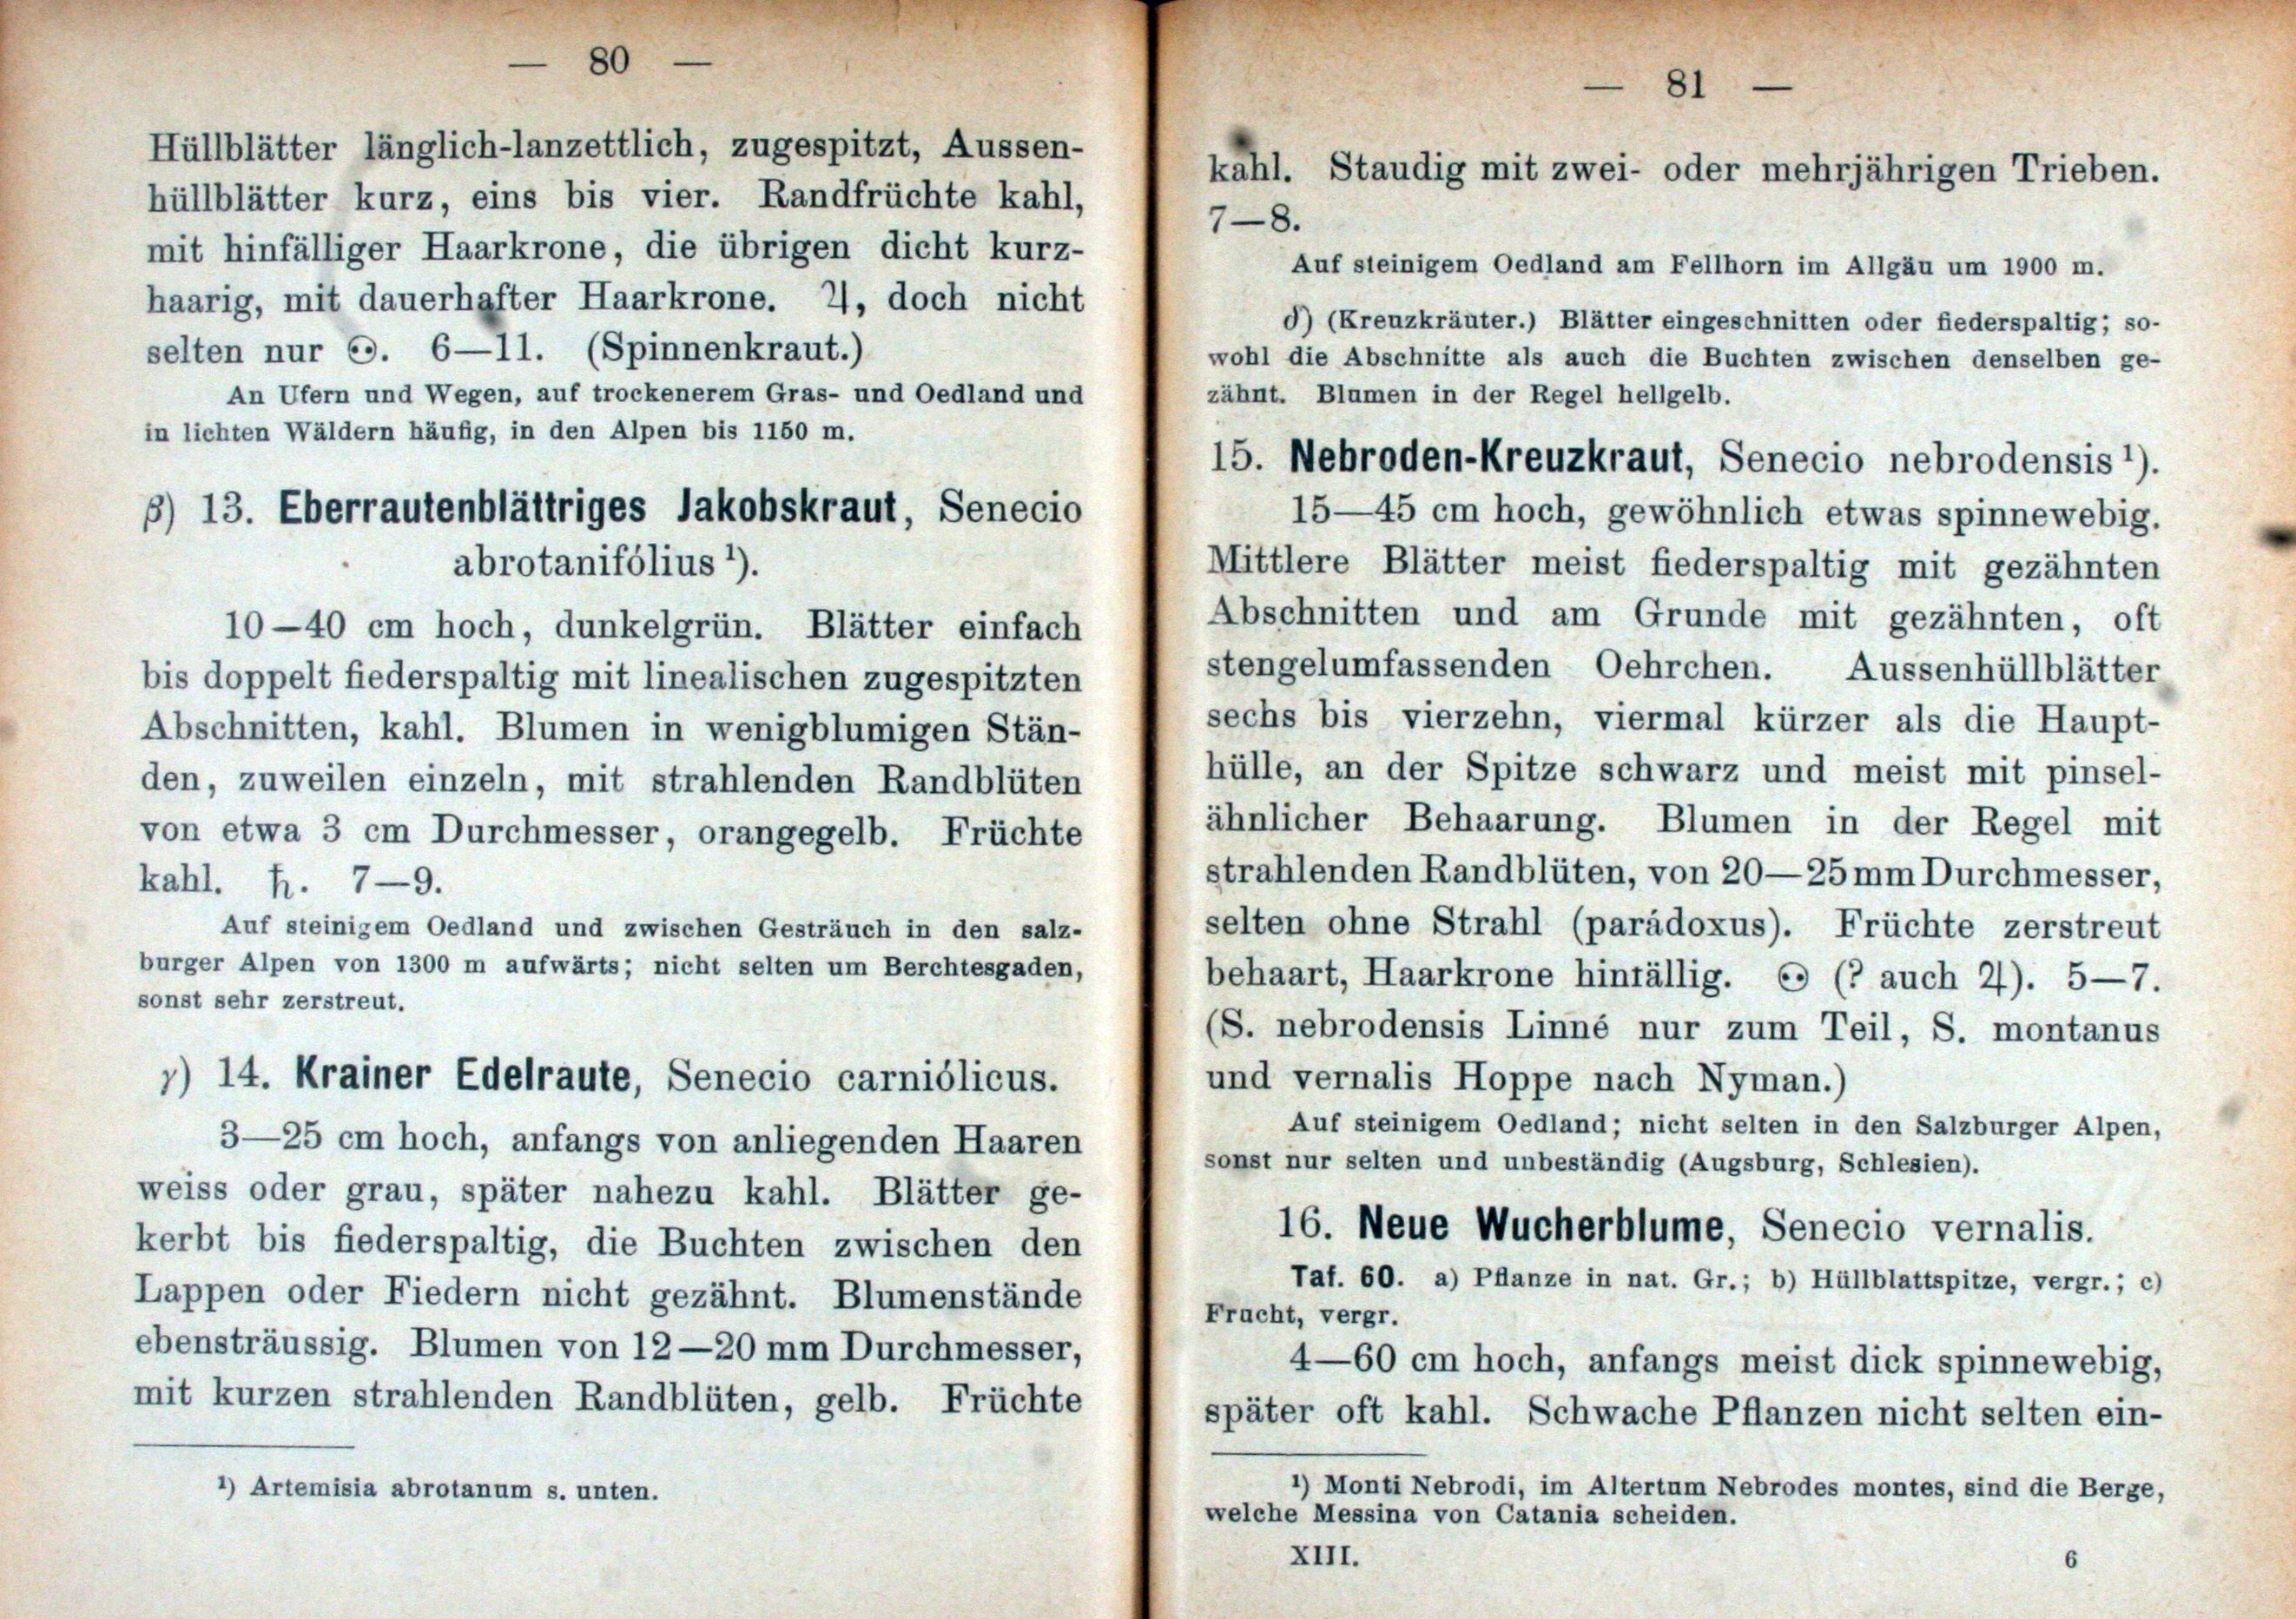 — 80 —
Hüllblätter länglich-lanzettlich, zugespitzt, Aussen-
hüllblätter kurz, eins bis vier. Randfrüchte kahl,
mit hinfälliger Haarkrone, die übrigen dicht kurz-
haarig, mit dauerhafter Haarkrone. ♃, doch nicht
selten nur ⚇. 6—11. (Spinnenkraut.)
An Ufern und Wegen, auf trockenerem Gras- und Oedland und
in lichten Wäldern häufig, in den Alpen bis 1150 m.
β) 13. Eberrautenblättriges Jakobskraut, Senecio
abrotanifólius ¹).
10—40 cm hoch, dunkelgrün. Blätter einfach
bis doppelt fiederspaltig mit linealischen zugespitzten
Abschnitten, kahl. Blumen in wenigblumigen Stän-
den, zuweilen einzeln, mit strahlenden Randblüten
von etwa 3 cm Durchmesser, orangegelb. Früchte
kahl. ♄. 7—9.
Auf steinigem Oedland und zwischen Gesträuch in den salz-
burger Alpen von 1300 m aufwärts; nicht selten um Berchtesgaden,
sonst sehr zerstreut.
γ) 14. Krainer Edelraute, Senecio carniólicus.
3—25 cm hoch, anfangs von anliegenden Haaren
weiss oder grau, später nahezu kahl. Blätter ge-
kerbt bis fiederspaltig, die Buchten zwischen den
Lappen oder Fiedern nicht gezähnt. Blumenstände
ebensträussig. Blumen von 12—20 mm Durchmesser,
mit kurzen strahlenden Randblüten, gelb. Früchte
¹) Artemisia abrotanum s. unten.
— 81 —
kahl. Staudig mit zwei- oder mehrjährigen Trieben.
7—8.
Auf steinigem Oedland am Fellhorn im Allgäu um 1900 m.
δ) (Kreuzkräuter.) Blätter eingeschnitten oder fiederspaltig; so-
wohl die Abschnitte als auch die Buchten zwischen denselben ge-
zähnt. Blumen in der Regel hellgelb.
15. Nebroden-Kreuzkraut, Senecio nebrodensis ¹).
15—45 cm hoch, gewöhnlich etwas spinnewebig.
Mittlere Blätter meist fiederspaltig mit gezähnten
Abschnitten und am Grunde mit gezähnten, oft
stengelumfassenden Oehrchen. Aussenhüllblätter
sechs bis vierzehn, viermal kürzer als die Haupt-
hülle, an der Spitze schwarz und meist mit pinsel-
ähnlicher Behaarung. Blumen in der Regel mit
strahlenden Randblüten, von 20—25 mm Durchmesser,
selten ohne Strahl (parádoxus). Früchte zerstreut
behaart, Haarkrone hinfällig. ⚇ (? auch ♃). 5—7.
(S. nebrodensis Linné nur zum Teil, S. montanus
und vernalis Hoppe nach Nyman.)
Auf steinigem Oedland; nicht selten in den Salzburger Alpen,
sonst nur selten und unbeständig (Augsburg, Schlesien).
16. Neue Wucherblume, Senecio vernalis.
Taf. 60. a) Pflanze in nat. Gr.; b) Hüllblattspitze, vergr.; c)
Frucht, vergr.
4—60 cm hoch, anfangs meist dick spinnewebig,
später oft kahl. Schwache Pflanzen nicht selten ein-
¹) Monti Nebrodi, im Altertum Nebrodes montes, sind die Berge,
welche Messina von Catania scheiden.
XIII. 6